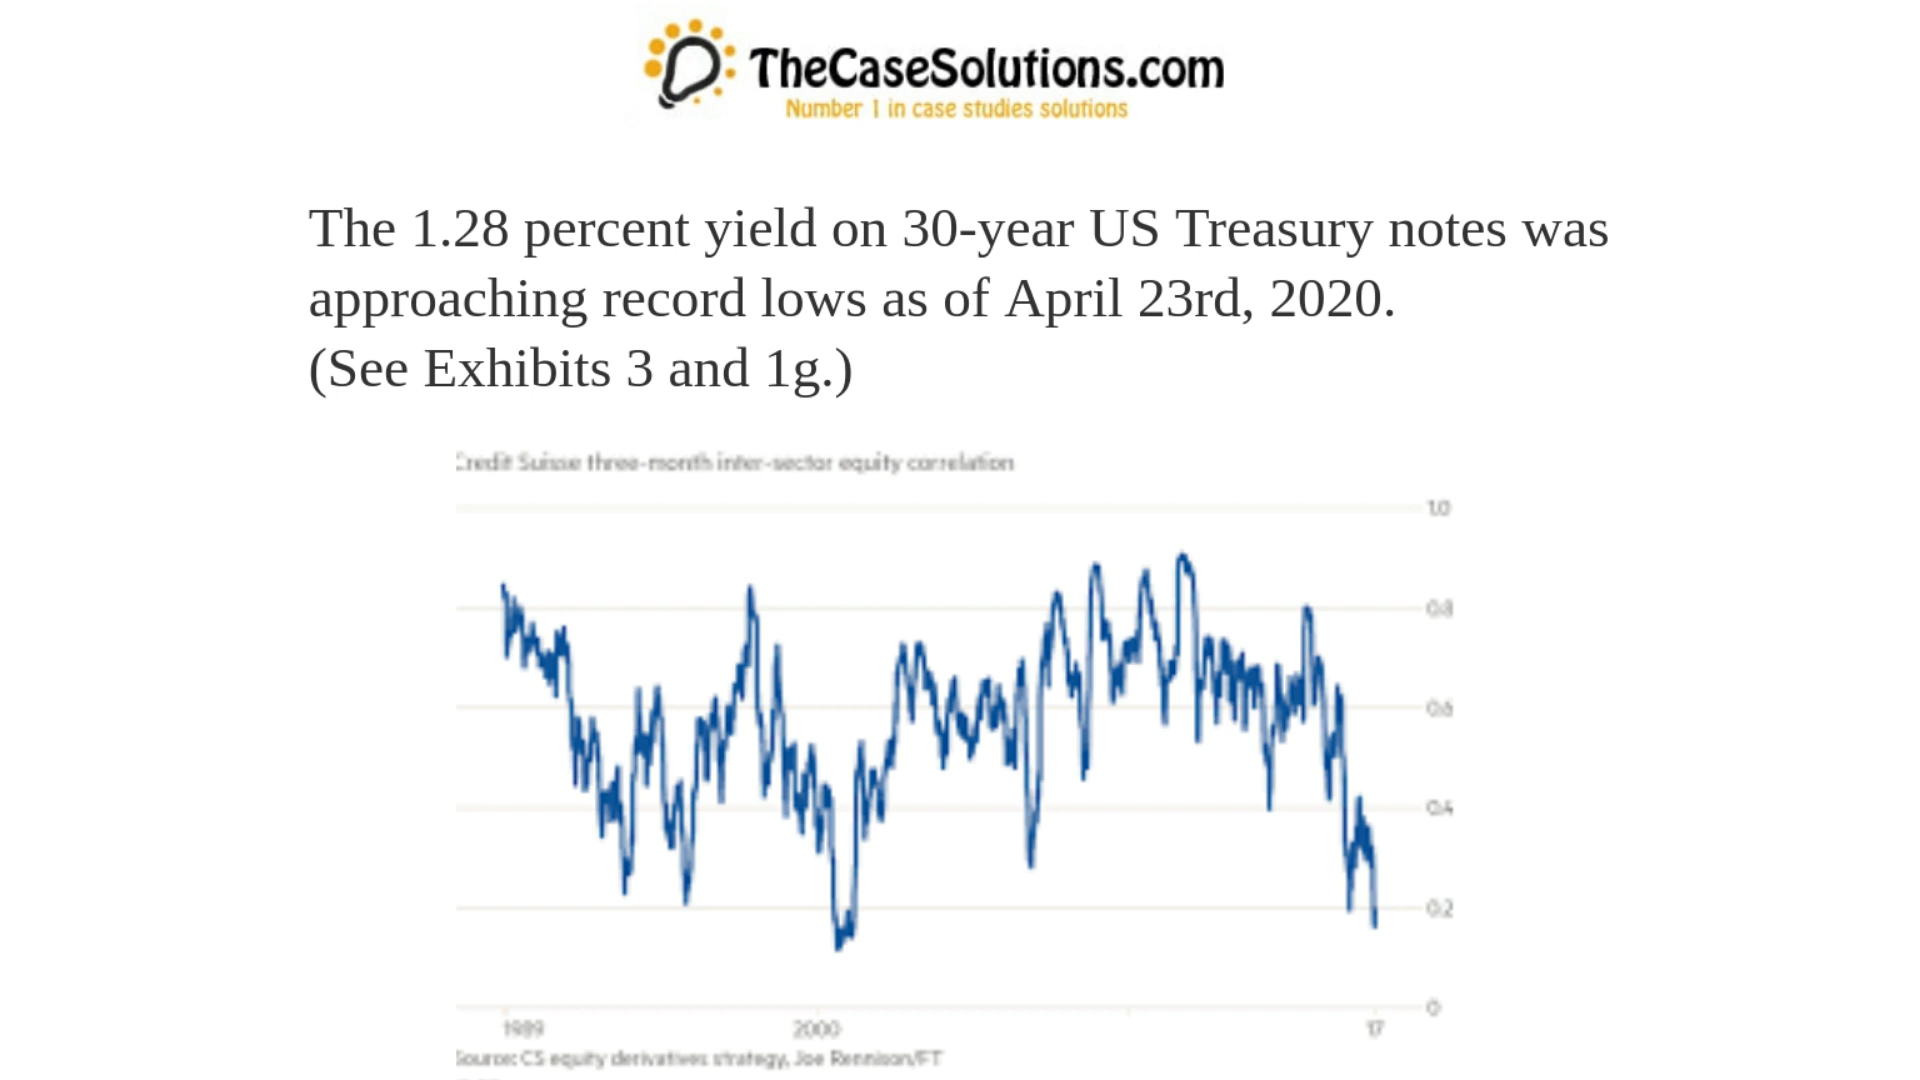 TheCaseSolutions.com
Number 1 in case studies solutions
The 1.28 percent yield on 30-year US Treasury notes was
approaching record lows as of April 23rd, 2020.
(See Exhibits 3 and 1g.)
Credit Suisse three-month inter-sector equity correlation
1.0
0.8
0.6
0.4
0.2
0
1989 2000 17
Source: CS equity derivatives strategy, Joe Rennison/FT